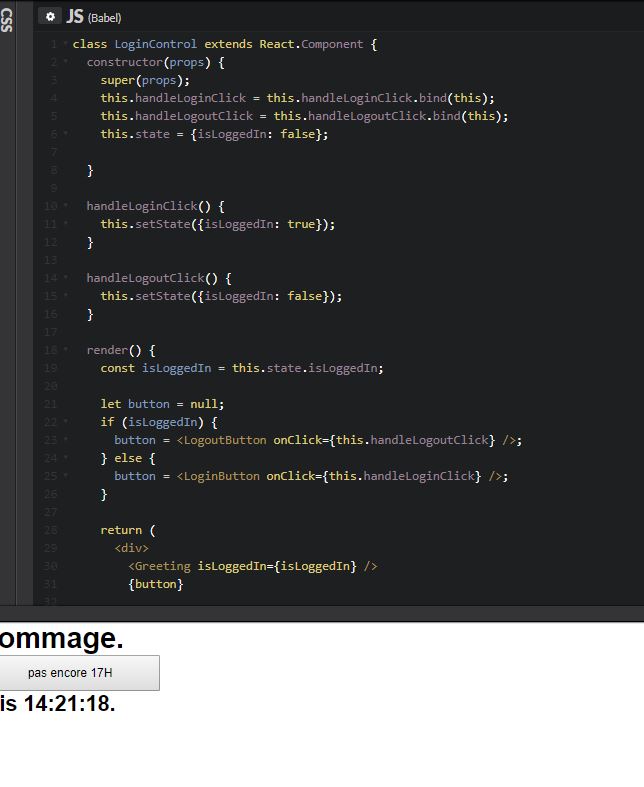 CSS
JS (Babel)
1 class LoginControl extends React.Component {
2 constructor(props) {
3 super(props);
4 this.handleLoginClick = this.handleLoginClick.bind(this);
5 this.handleLogoutClick = this.handleLogoutClick.bind(this);
6 this.state = {isLoggedIn: false};
7
8 }
9
10 handleLoginClick() {
11 this.setState({isLoggedIn: true});
12 }
13
14 handleLogoutClick() {
15 this.setState({isLoggedIn: false});
16 }
17
18 render() {
19 const isLoggedIn = this.state.isLoggedIn;
20
21 let button = null;
22 if (isLoggedIn) {
23 button = <LogoutButton onClick={this.handleLogoutClick} />;
24 } else {
25 button = <LoginButton onClick={this.handleLoginClick} />;
26 }
27
28 return (
29 <div>
30 <Greeting isLoggedIn={isLoggedIn} />
31 {button}
32
ommage.
pas encore 17H
is 14:21:18.